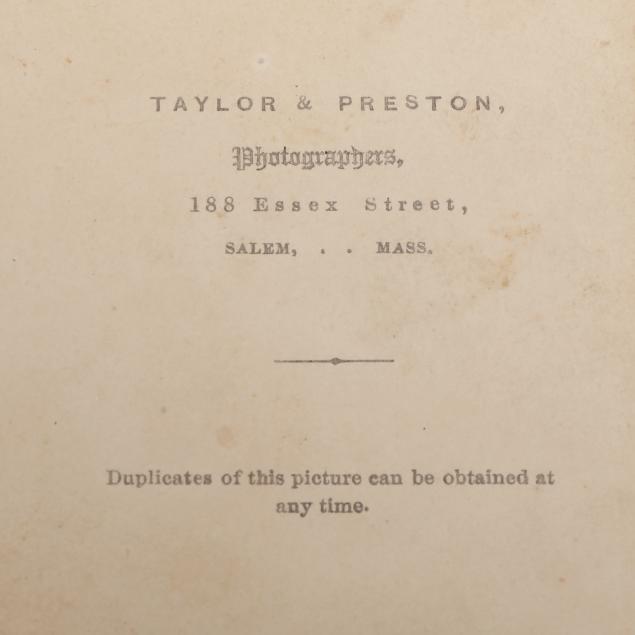 TAYLOR & PRESTON,
Photographers,
188 Essex Street,
SALEM, . . MASS.
Duplicates of this picture can be obtained at
any time.